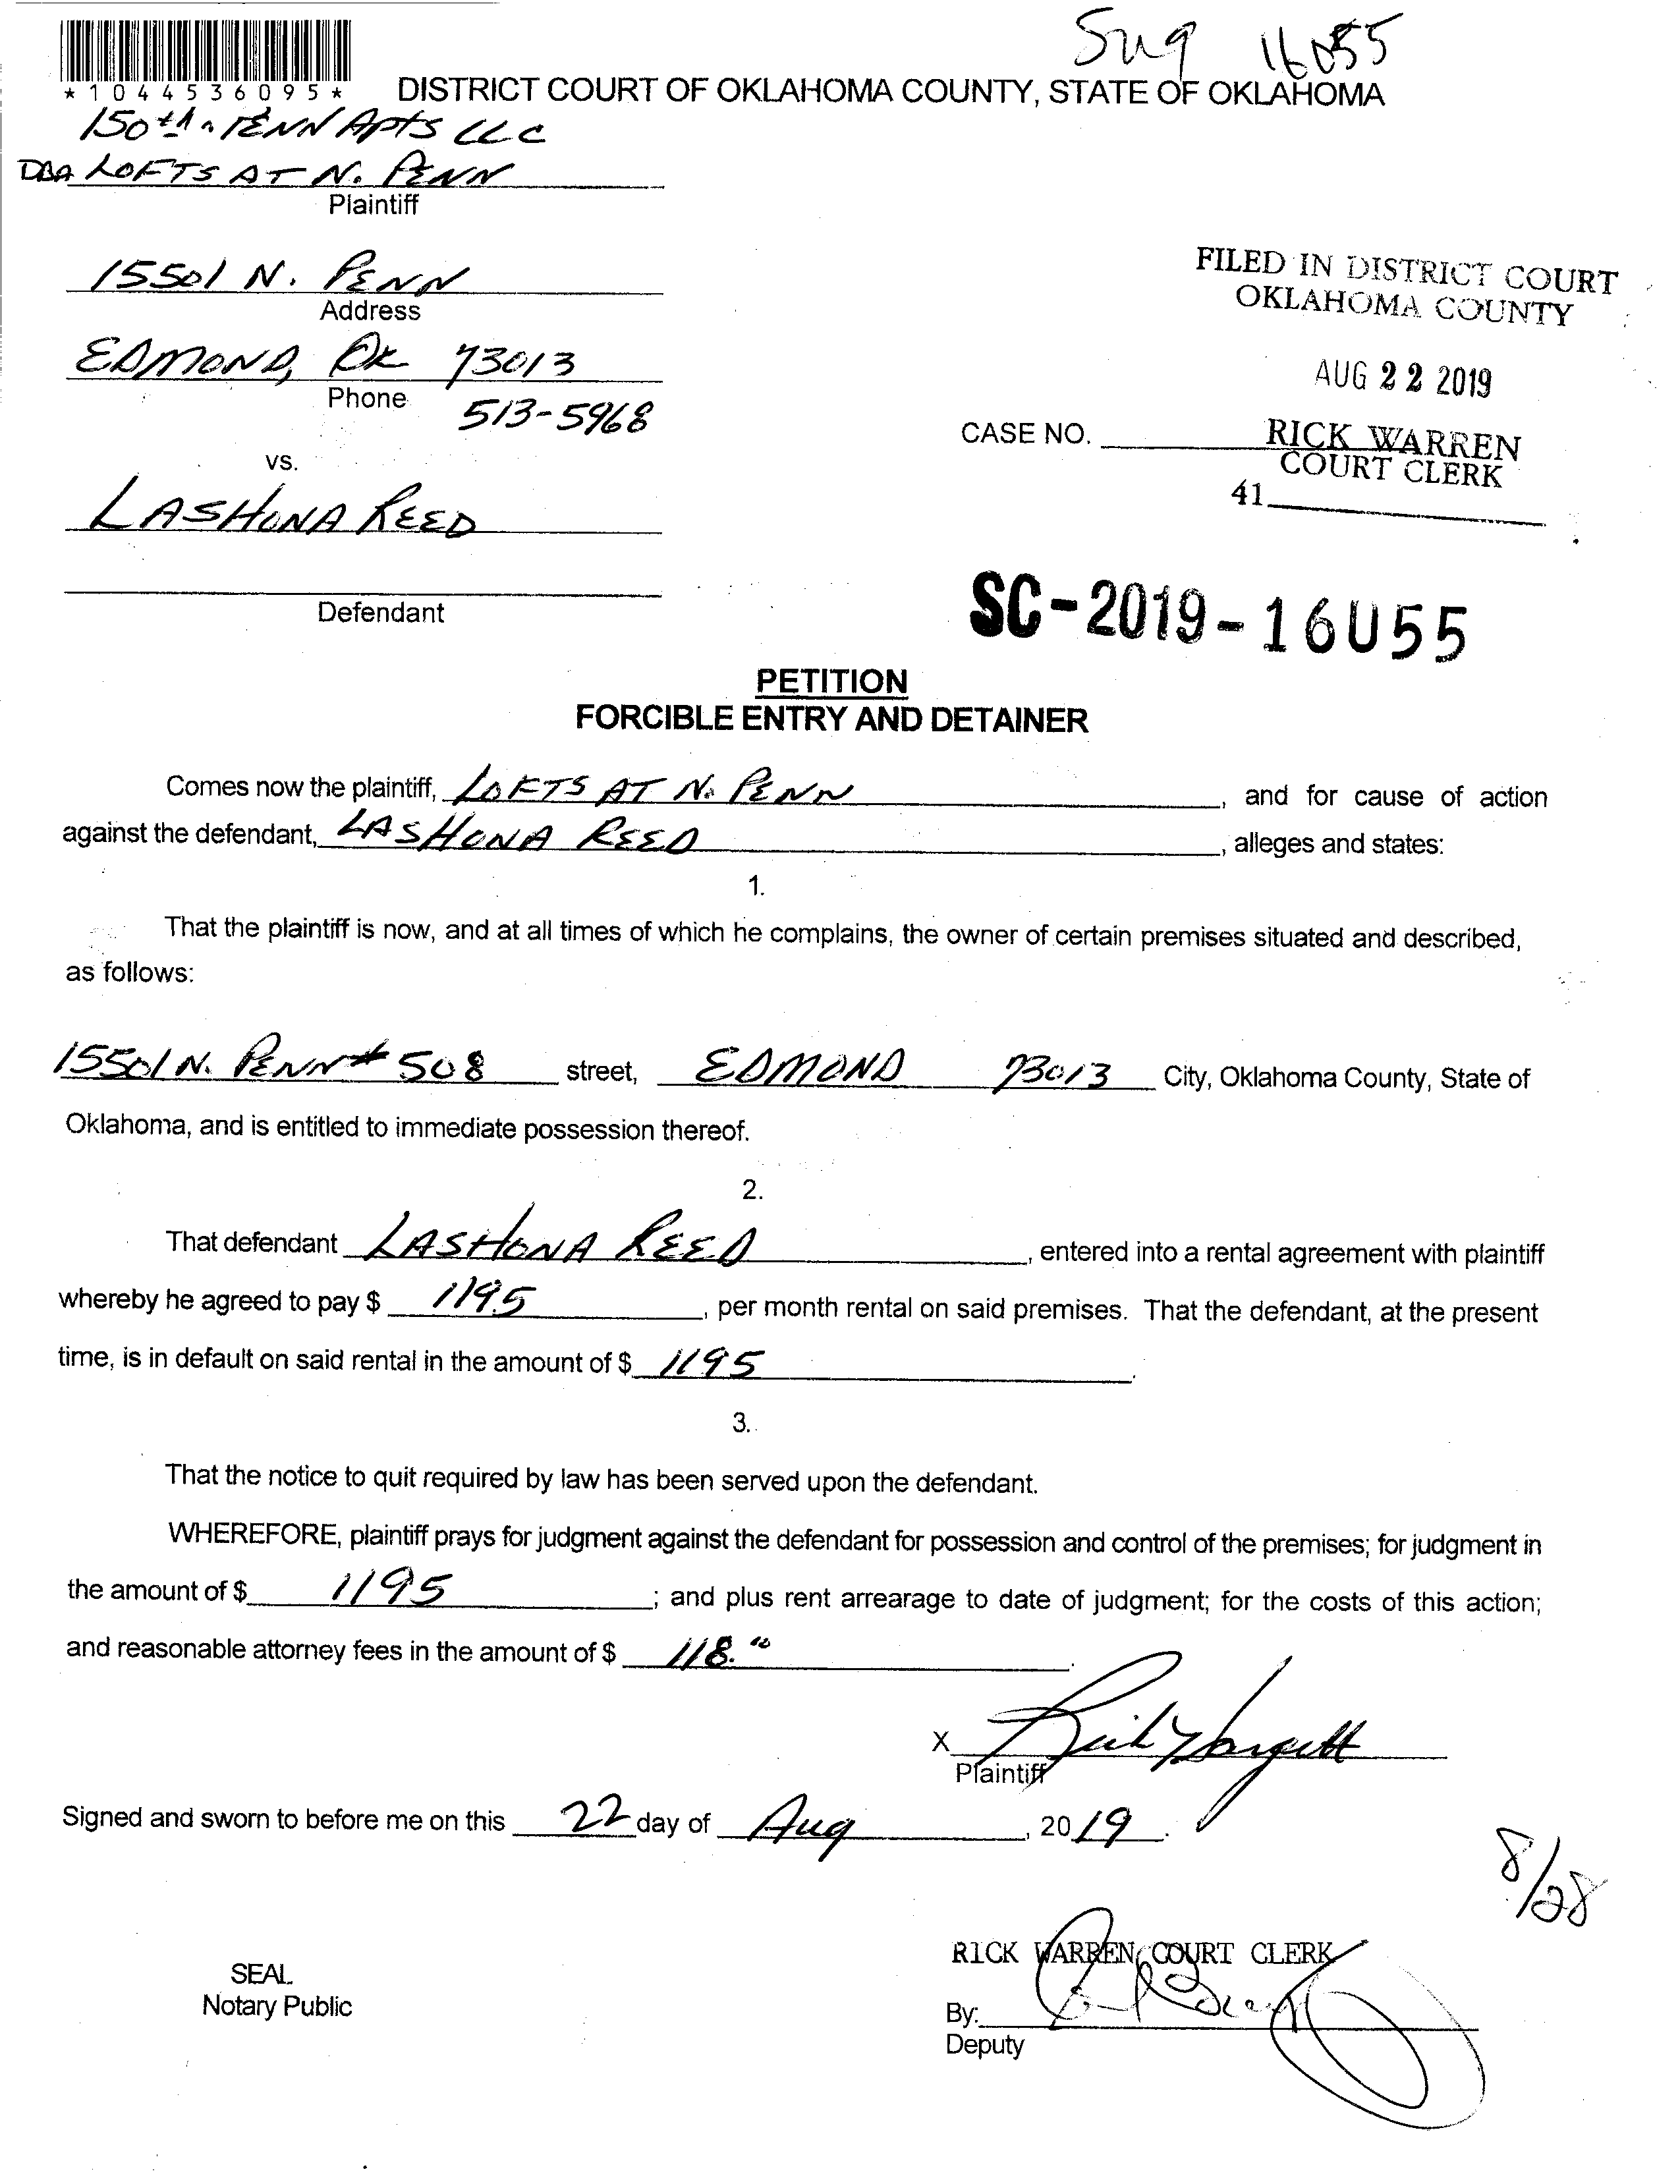 Sug 16055
*1044536095*
DISTRICT COURT OF OKLAHOMA COUNTY, STATE OF OKLAHOMA
150th & PENN Apts LLC
DBA LOFTS AT N. PENN
Plaintiff
15501 N. PENN
Address
EDMOND, OK 73013
Phone 513-5968
FILED IN DISTRICT COURT
OKLAHOMA COUNTY
AUG 22 2019
RICK WARREN
COURT CLERK
41
CASE NO.
vs.
LASHONA REED
Defendant
SC-2019-16055
PETITION
FORCIBLE ENTRY AND DETAINER
Comes now the plaintiff, LOFTS AT N. PENN, and for cause of action
against the defendant, LASHONA REED, alleges and states:
1.
That the plaintiff is now, and at all times of which he complains, the owner of certain premises situated and described,
as follows:
15501 N. PENN # 508 street, EDMOND 73013 City, Oklahoma County, State of
Oklahoma, and is entitled to immediate possession thereof.
2.
That defendant LASHONA REED, entered into a rental agreement with plaintiff
whereby he agreed to pay $ 1195, per month rental on said premises. That the defendant, at the present
time, is in default on said rental in the amount of $ 1195.
3.
That the notice to quit required by law has been served upon the defendant.
WHEREFORE, plaintiff prays for judgment against the defendant for possession and control of the premises; for judgment in
the amount of $ 1195; and plus rent arrearage to date of judgment; for the costs of this action;
and reasonable attorney fees in the amount of $ 118.
X
Plaintiff
Signed and sworn to before me on this 22 day of Aug, 2019.
8/28
RICK WARREN, COURT CLERK
SEAL
Notary Public
By:
Deputy